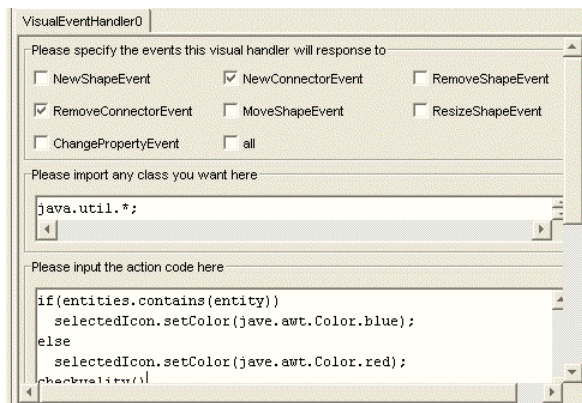 VisualEventHandler0
Please specify the events this visual handler will response to
NewShapeEvent NewConnectorEvent RemoveShapeEvent
RemoveConnectorEvent MoveShapeEvent ResizeShapeEvent
ChangePropertyEvent all
Please import any class you want here
java.util.*;
Please input the action code here
if(entities.contains(entity))
selectedIcon.setColor(jave.awt.Color.blue);
else
selectedIcon.setColor(jave.awt.Color.red);